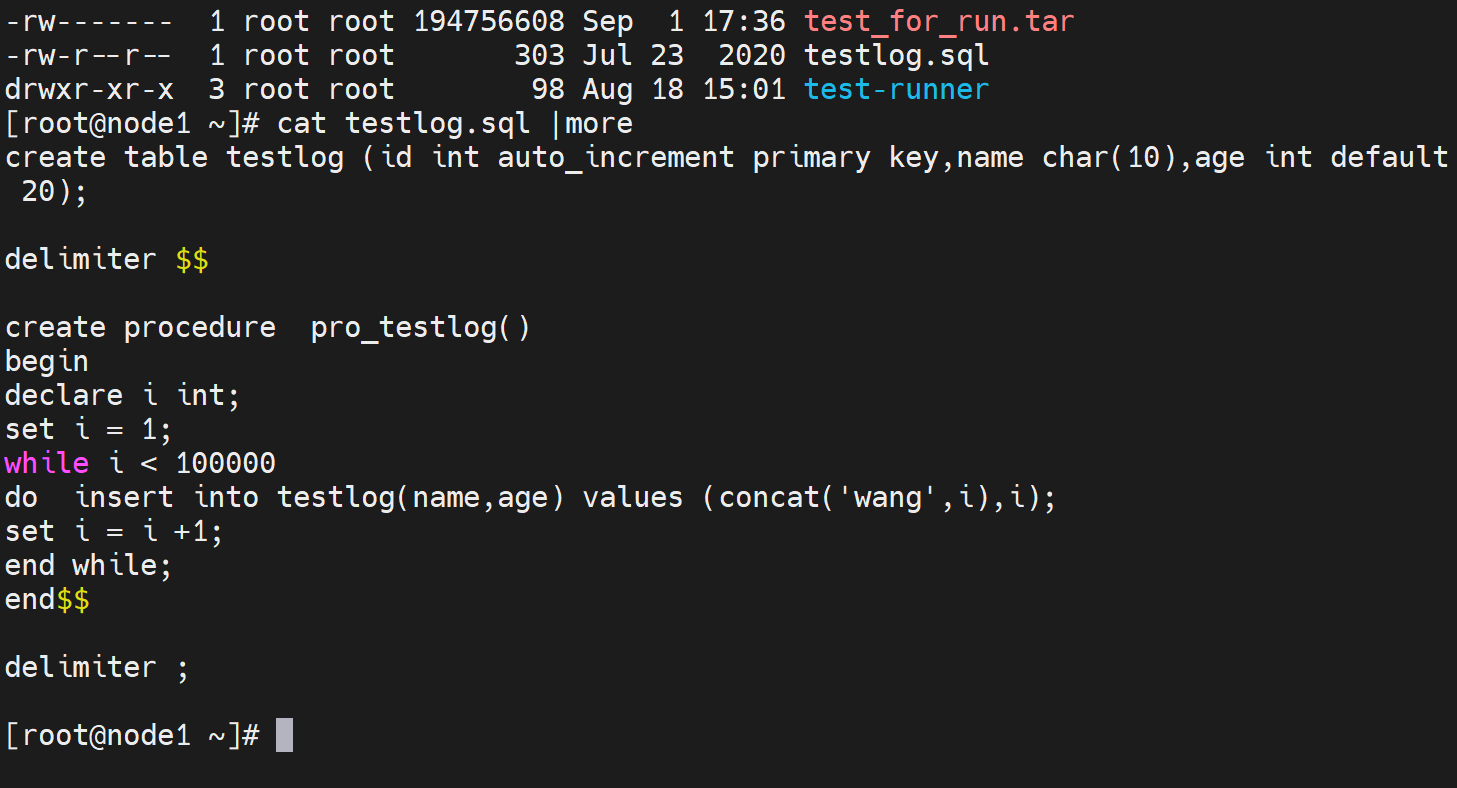 -rw-------  1 root root 194756608 Sep  1 17:36 test_for_run.tar
-rw-r--r--  1 root root       303 Jul 23  2020 testlog.sql
drwxr-xr-x  3 root root        98 Aug 18 15:01 test-runner
[root@node1 ~]# cat testlog.sql |more
create table testlog (id int auto_increment primary key,name char(10),age int default
 20);

delimiter $$

create procedure  pro_testlog()
begin
declare i int;
set i = 1;
while i < 100000
do  insert into testlog(name,age) values (concat('wang',i),i);
set i = i +1;
end while;
end$$

delimiter ;

[root@node1 ~]#